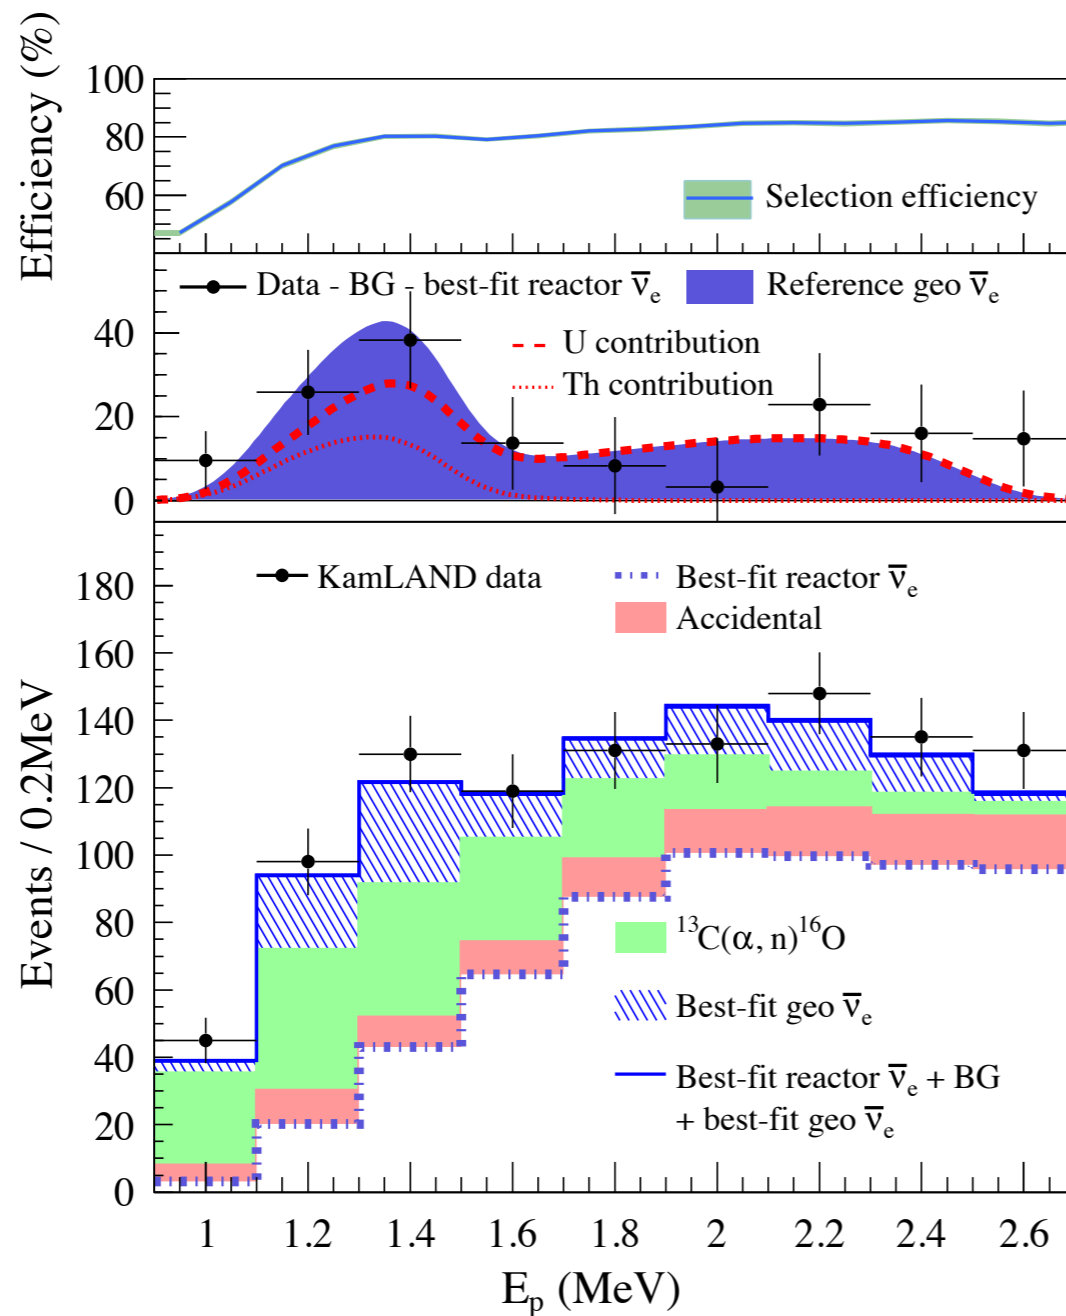 Efficiency (%)
100
80
60
Selection efficiency
Data - BG - best-fit reactor ν̅ₑ
Reference geo ν̅ₑ
40
20
0
U contribution
Th contribution
Events / 0.2MeV
180
160
140
120
100
80
60
40
20
0
KamLAND data
Best-fit reactor ν̅ₑ
Accidental
¹³C(α, n)¹⁶O
Best-fit geo ν̅ₑ
Best-fit reactor ν̅ₑ + BG
+ best-fit geo ν̅ₑ
1 1.2 1.4 1.6 1.8 2 2.2 2.4 2.6
Eₚ (MeV)